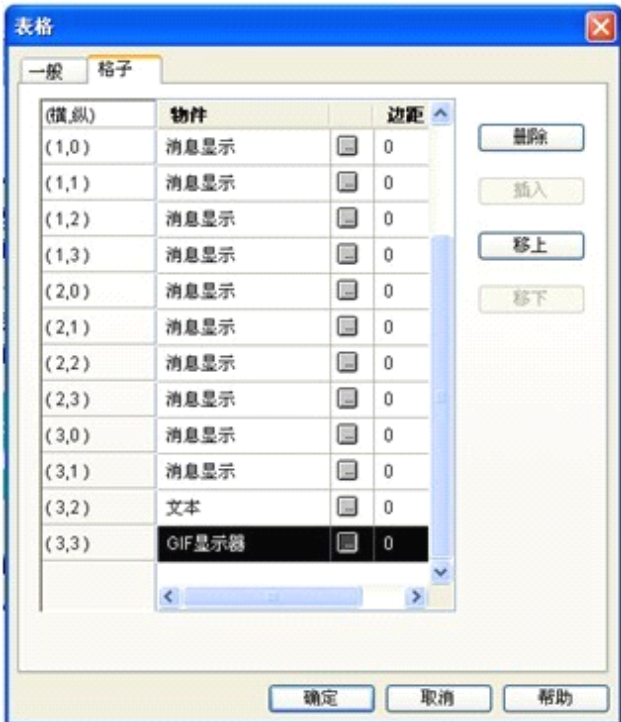 表格
一般 格子
(横,纵) 物件 边距
(1,0) 消息显示 ... 0
(1,1) 消息显示 ... 0
(1,2) 消息显示 ... 0
(1,3) 消息显示 ... 0
(2,0) 消息显示 ... 0
(2,1) 消息显示 ... 0
(2,2) 消息显示 ... 0
(2,3) 消息显示 ... 0
(3,0) 消息显示 ... 0
(3,1) 消息显示 ... 0
(3,2) 文本 ... 0
(3,3) GIF显示器 ... 0
删除
插入
移上
移下
确定 取消 帮助